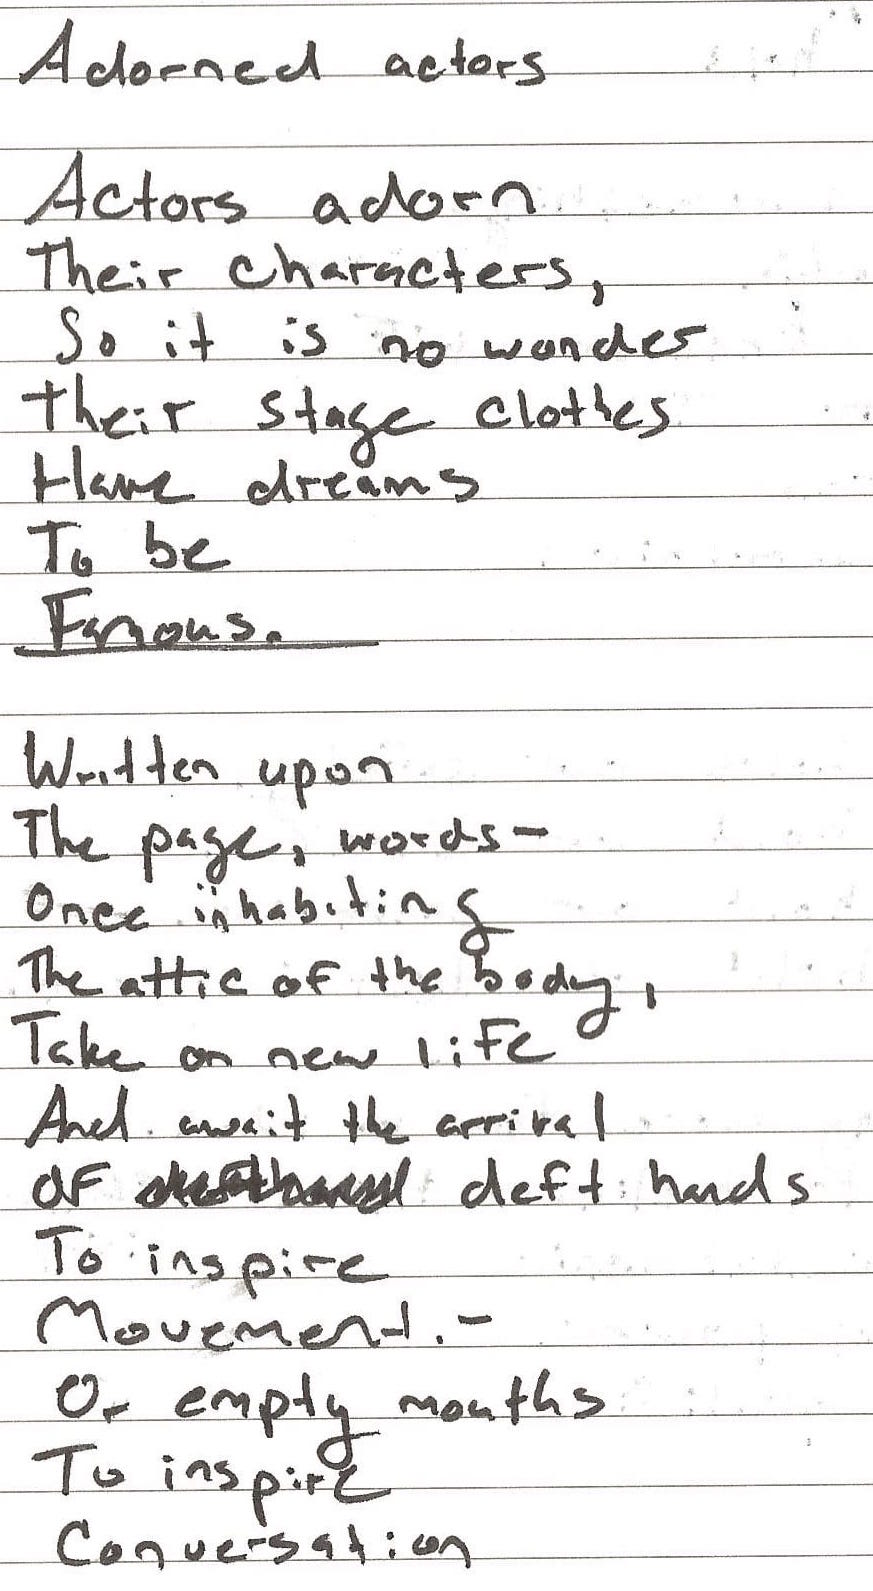 Adorned actors
Actors adorn
Their characters,
So it is no wonder
Their stage clothes
Have dreams
To be
Famous.
Written upon
The page, words-
Once inhabiting
The attic of the body,
Take on new life
And await the arrival
Of deft hands
To inspire
Movement.-
Or empty mouths
To inspire
Conversation